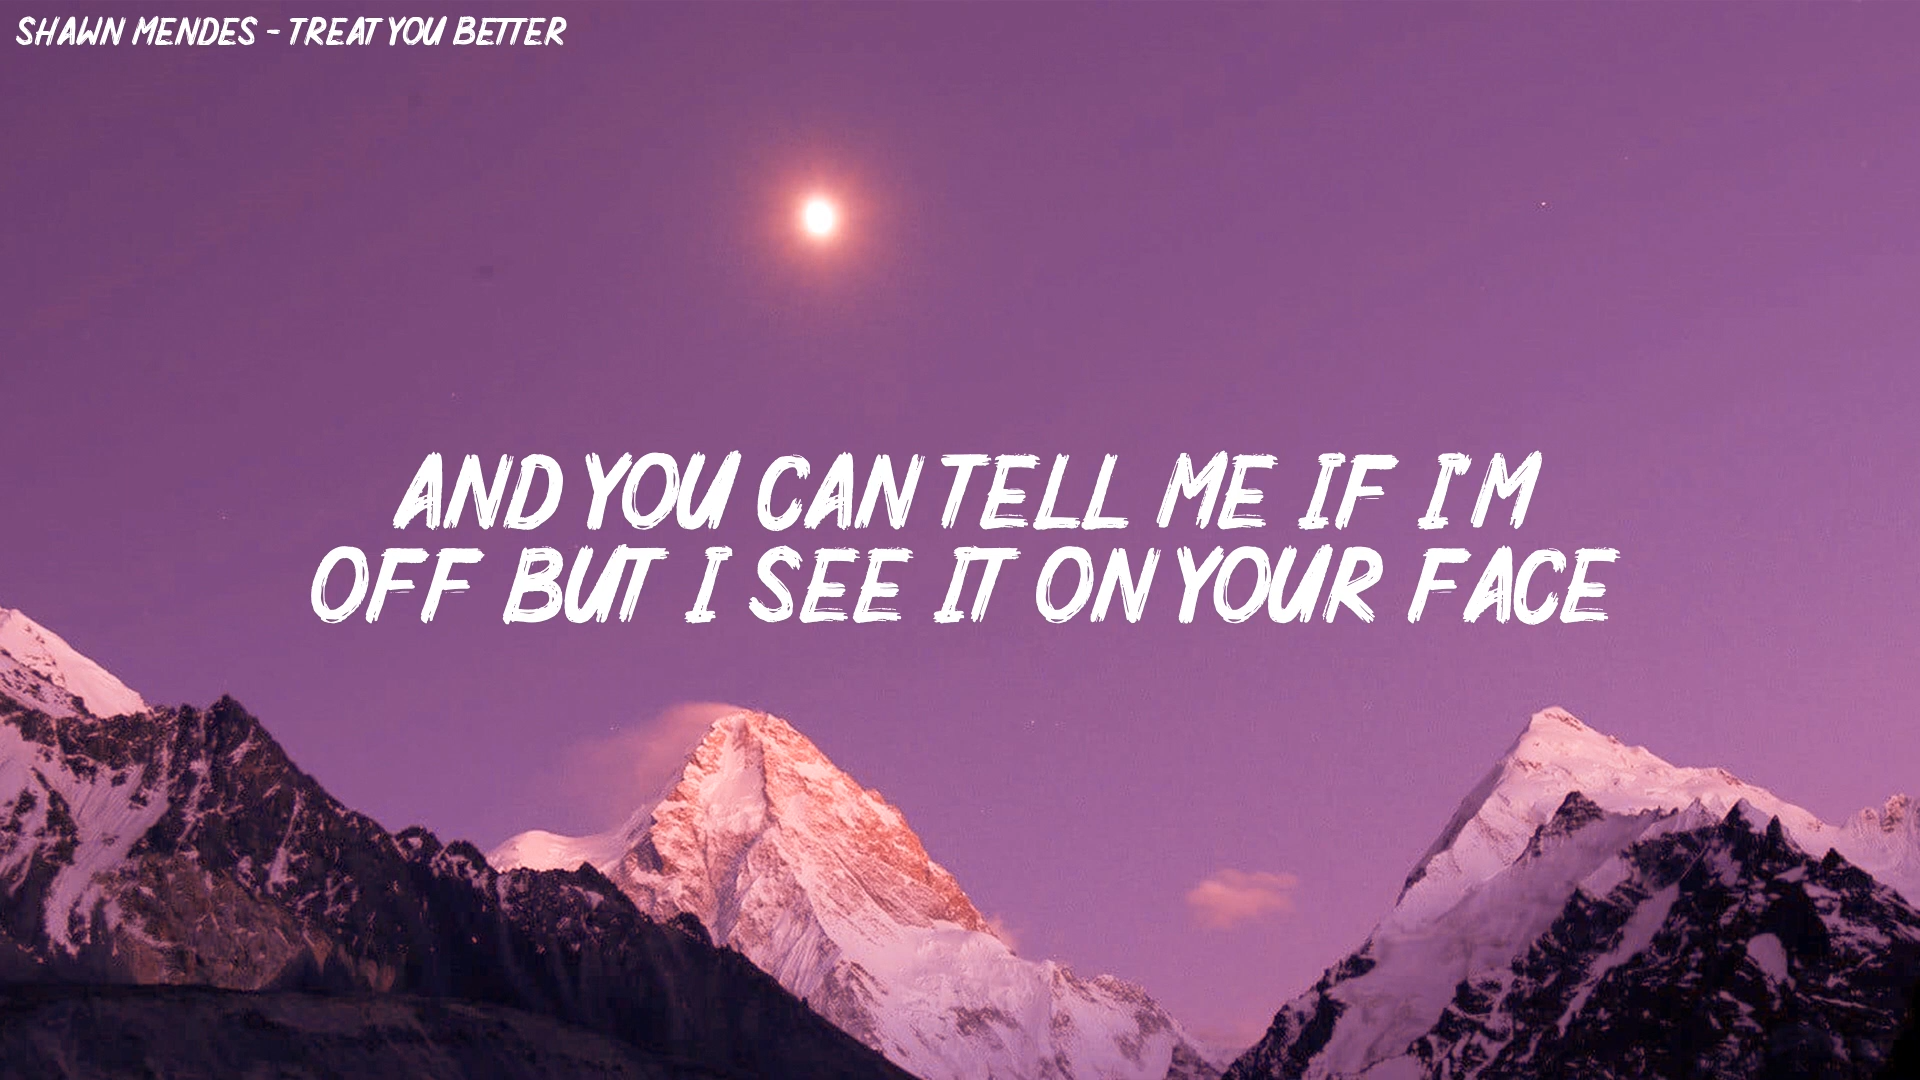 SHAWN MENDES - TREAT YOU BETTER
AND YOU CAN TELL ME IF I'M
OFF BUT I SEE IT ON YOUR FACE